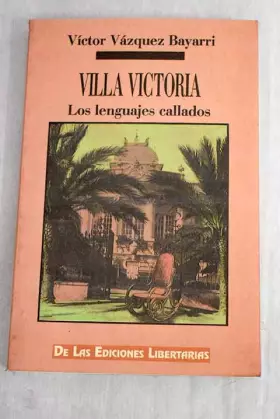 Víctor Vázquez Bayarri
VILLA VICTORIA
Los lenguajes callados
DE LAS EDICIONES LIBERTARIAS